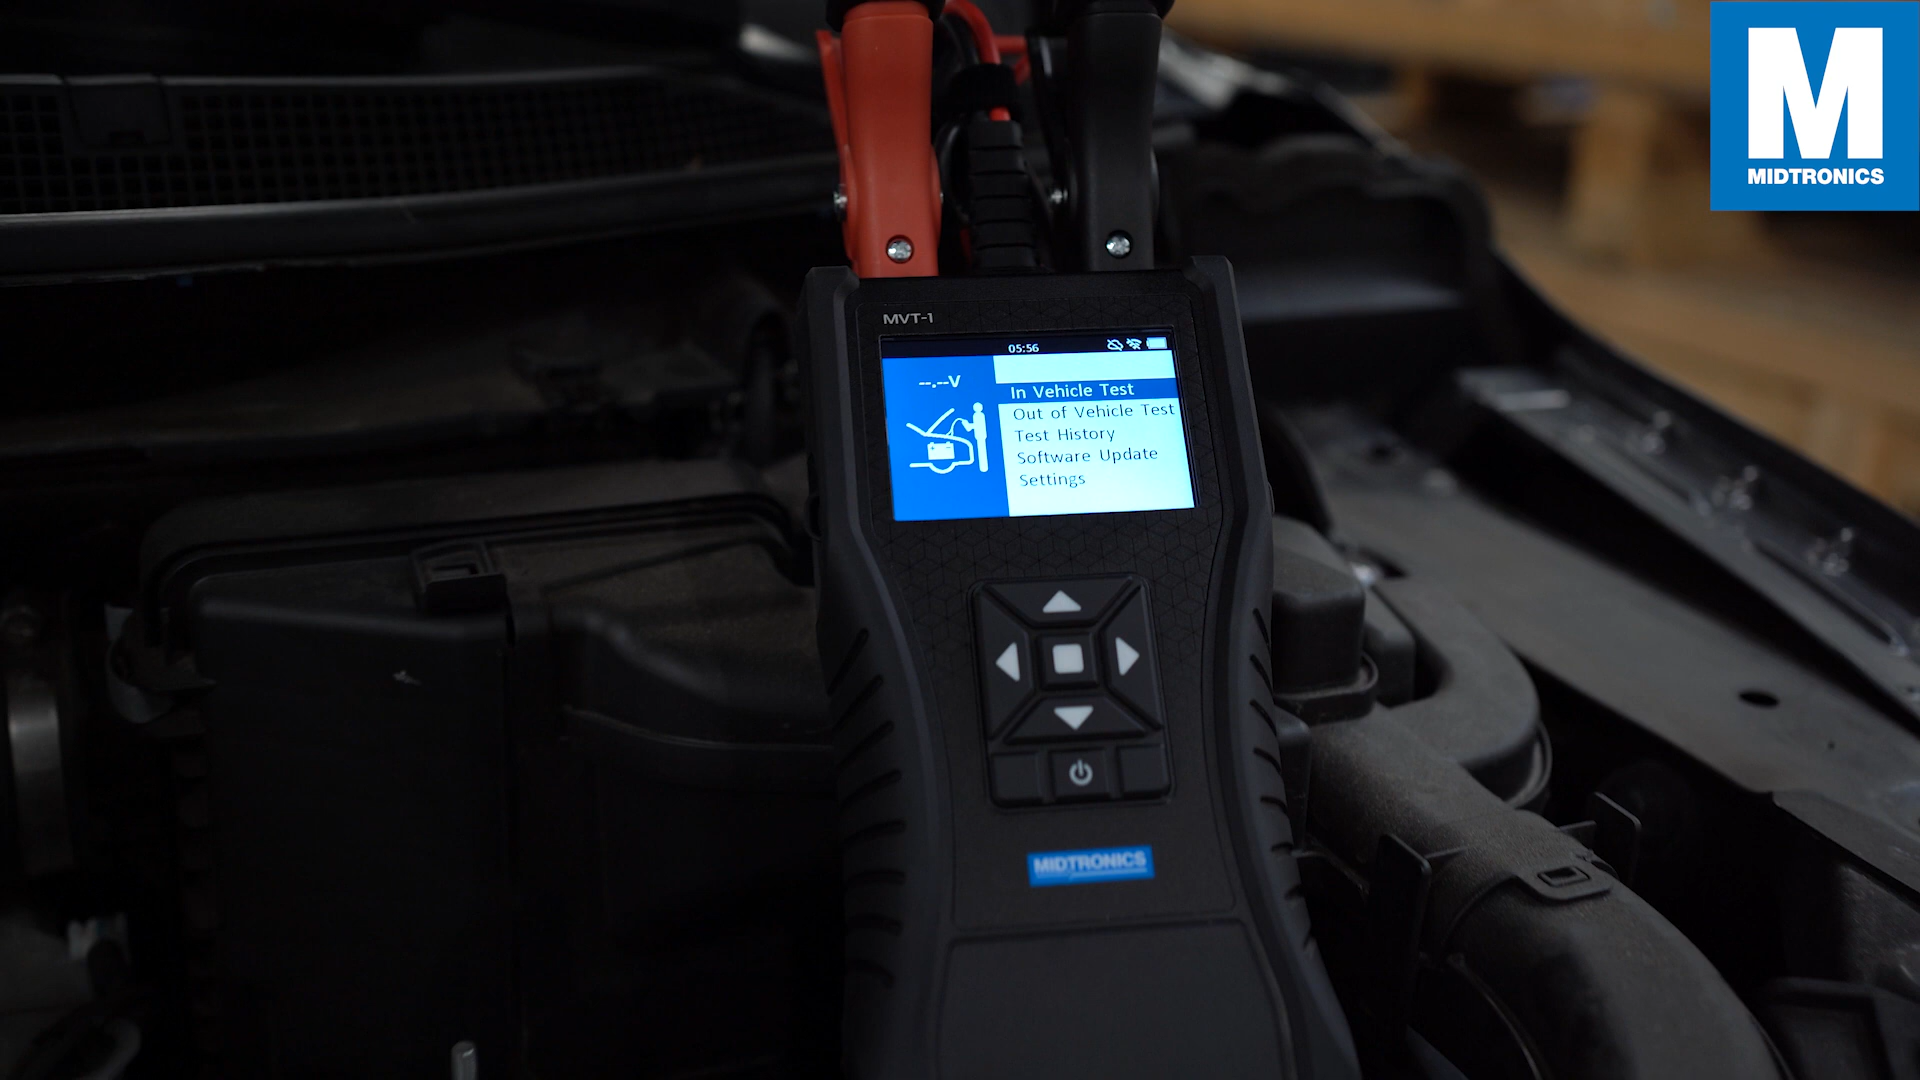 M
MIDTRONICS
MVT-1
05:56
--.--V
In Vehicle Test
Out of Vehicle Test
Test History
Software Update
Settings
MIDTRONICS